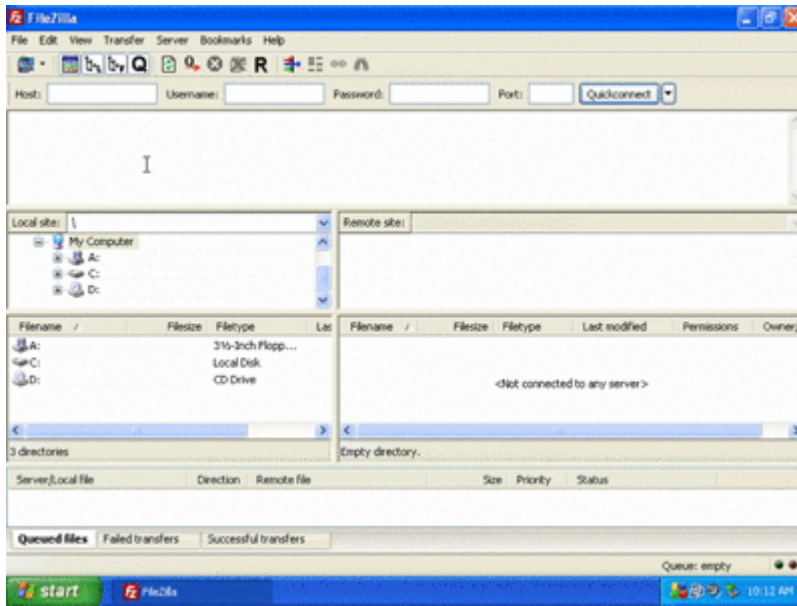 FileZilla
File Edit View Transfer Server Bookmarks Help
R
Host: Username: Password: Port: Quickconnect
Local site: \ Remote site:
My Computer
A:
C:
D:
Filename / Filesize Filetype Las Filename / Filesize Filetype Last modified Permissions Owner/
A: 3½-Inch Flopp...
C: Local Disk
D: CD Drive
<Not connected to any server>
3 directories Empty directory.
Server/Local file Direction Remote file Size Priority Status
Queued files Failed transfers Successful transfers
Queue: empty
start FileZilla 10:12 AM